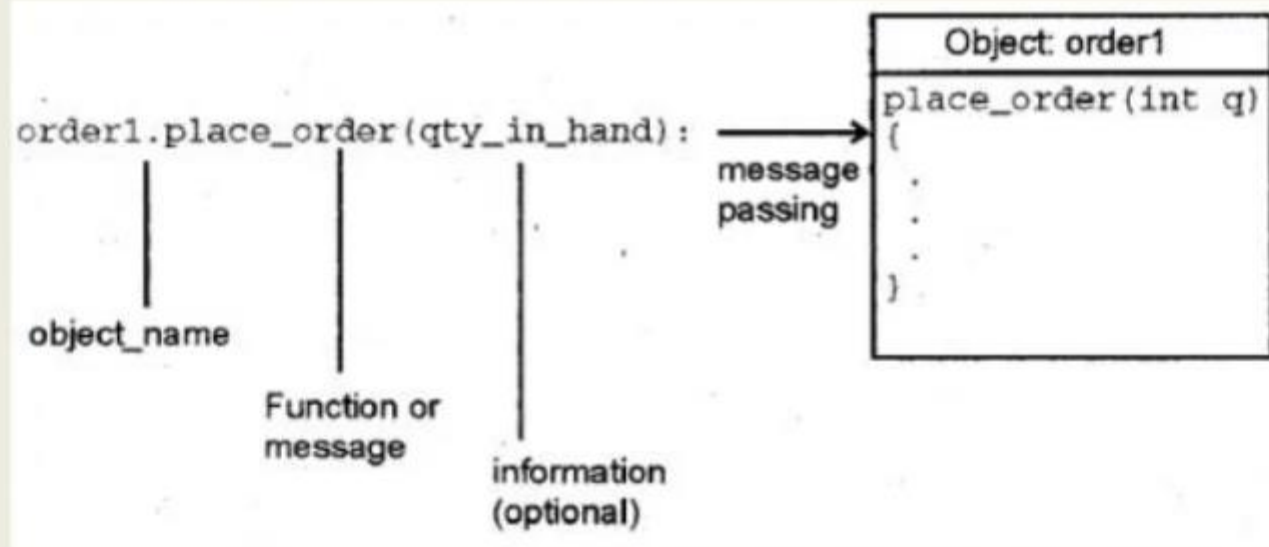 Object: order1
place_order(int q)
order1.place_order(qty_in_hand):
{
message
passing
.
.
.
}
object_name
Function or
message
information
(optional)